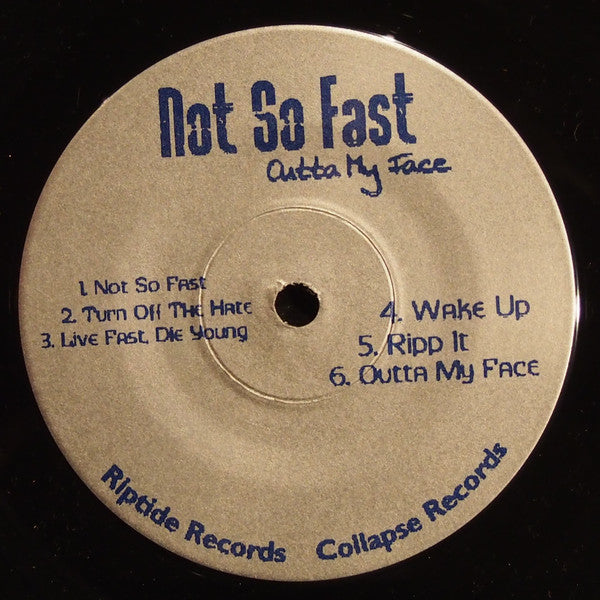 Not So Fast
Outta My Face
1. Not So Fast
2. Turn Off The Hate
3. Live Fast, Die Young
4. Wake Up
5. Ripp It
6. Outta My Face
Riptide Records
Collapse Records